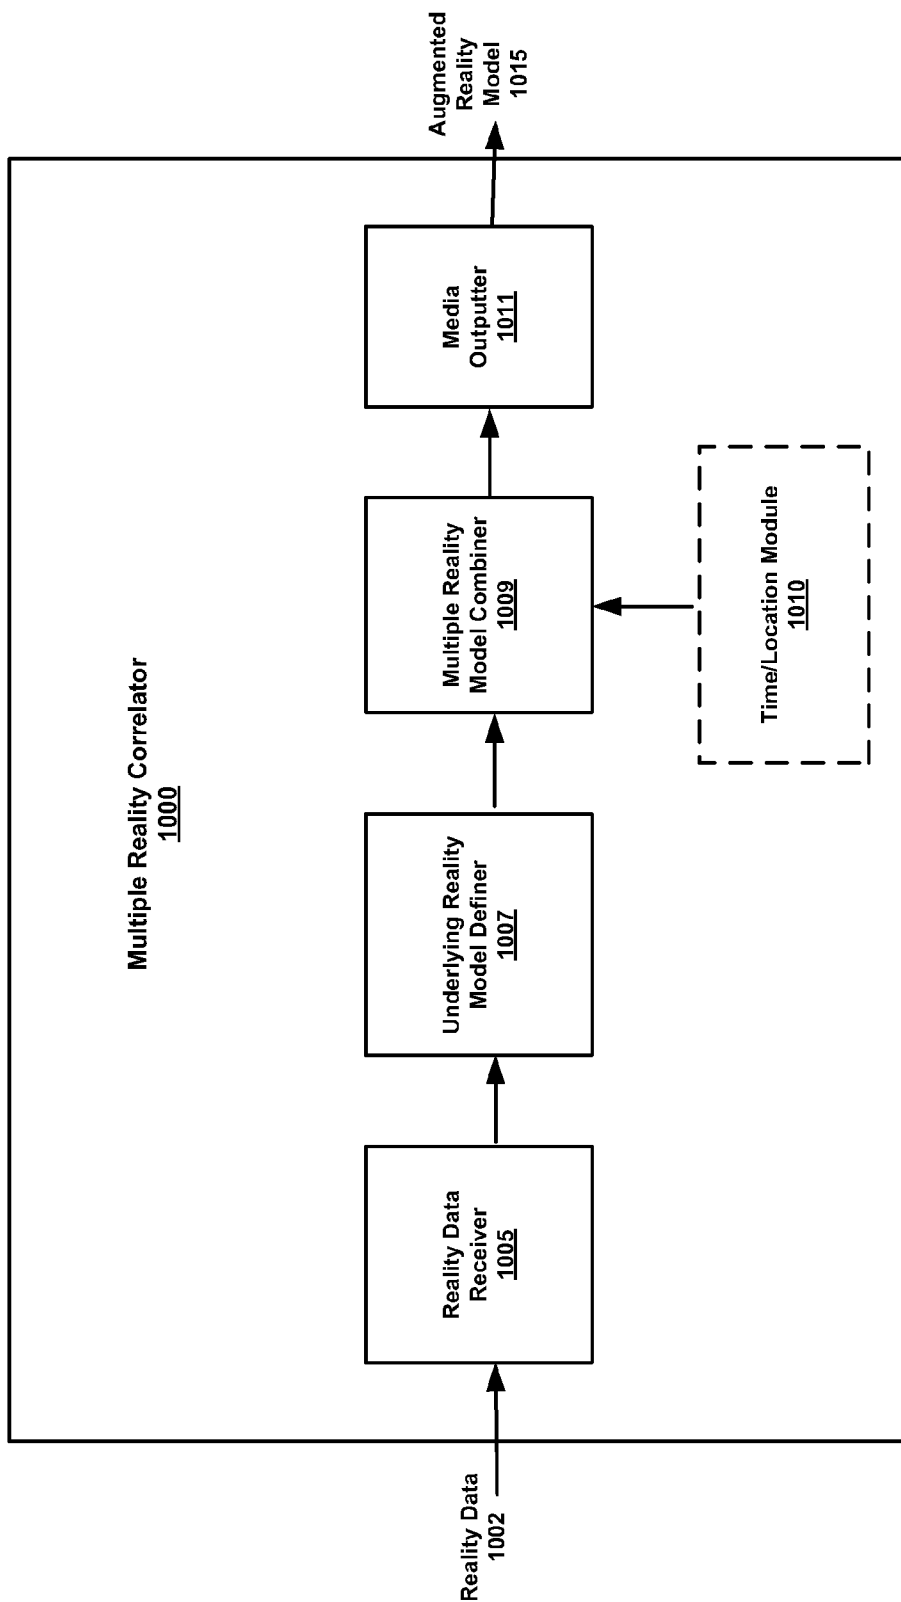 Multiple Reality Correlator
1000
Reality Data
1002
Reality Data
Receiver
1005
Underlying Reality
Model Definer
1007
Multiple Reality
Model Combiner
1009
Media
Outputter
1011
Augmented
Reality
Model
1015
Time/Location Module
1010